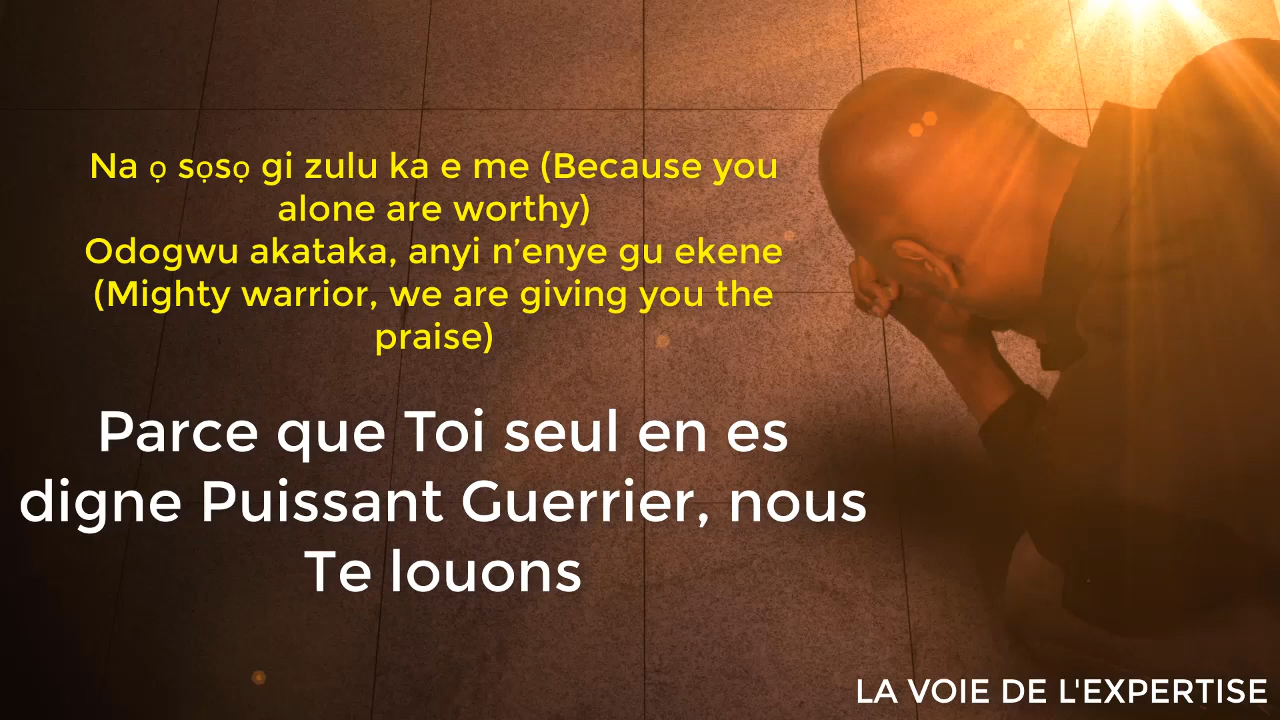 Na ọ sọsọ gi zulu ka e me (Because you
alone are worthy)
Odogwu akataka, anyi n’enye gu ekene
(Mighty warrior, we are giving you the
praise)
Parce que Toi seul en es
digne Puissant Guerrier, nous
Te louons
LA VOIE DE L'EXPERTISE